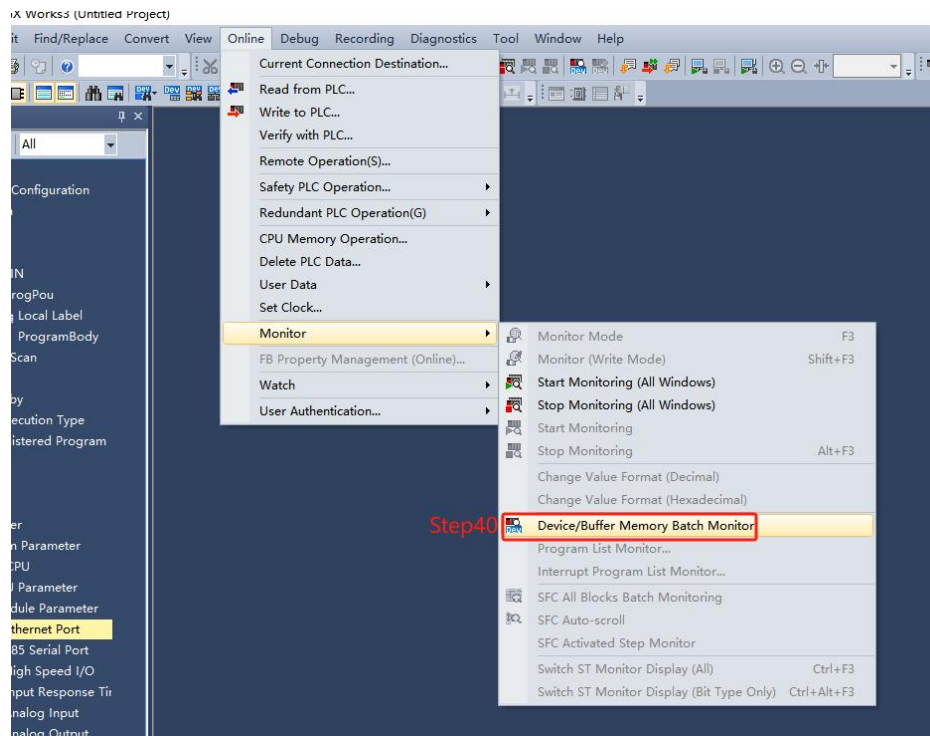 X Works3 (Untitled Project)
it Find/Replace Convert View Online Debug Recording Diagnostics Tool Window Help
All
Configuration
IN
rogPou
Local Label
ProgramBody
Scan
by
ecution Type
istered Program
er
n Parameter
CPU
Parameter
dule Parameter
thernet Port
85 Serial Port
High Speed I/O
nput Response Tir
nalog Input
nalog Output
Current Connection Destination...
Read from PLC...
Write to PLC...
Verify with PLC...
Remote Operation(S)...
Safety PLC Operation...
Redundant PLC Operation(G)
CPU Memory Operation...
Delete PLC Data...
User Data
Set Clock...
Monitor
FB Property Management (Online)...
Watch
User Authentication...
Monitor Mode F3
Monitor (Write Mode) Shift+F3
Start Monitoring (All Windows)
Stop Monitoring (All Windows)
Start Monitoring
Stop Monitoring Alt+F3
Change Value Format (Decimal)
Change Value Format (Hexadecimal)
Step40 Device/Buffer Memory Batch Monitor
Program List Monitor...
Interrupt Program List Monitor...
SFC All Blocks Batch Monitoring
SFC Auto-scroll
SFC Activated Step Monitor
Switch ST Monitor Display (All) Ctrl+F3
Switch ST Monitor Display (Bit Type Only) Ctrl+Alt+F3